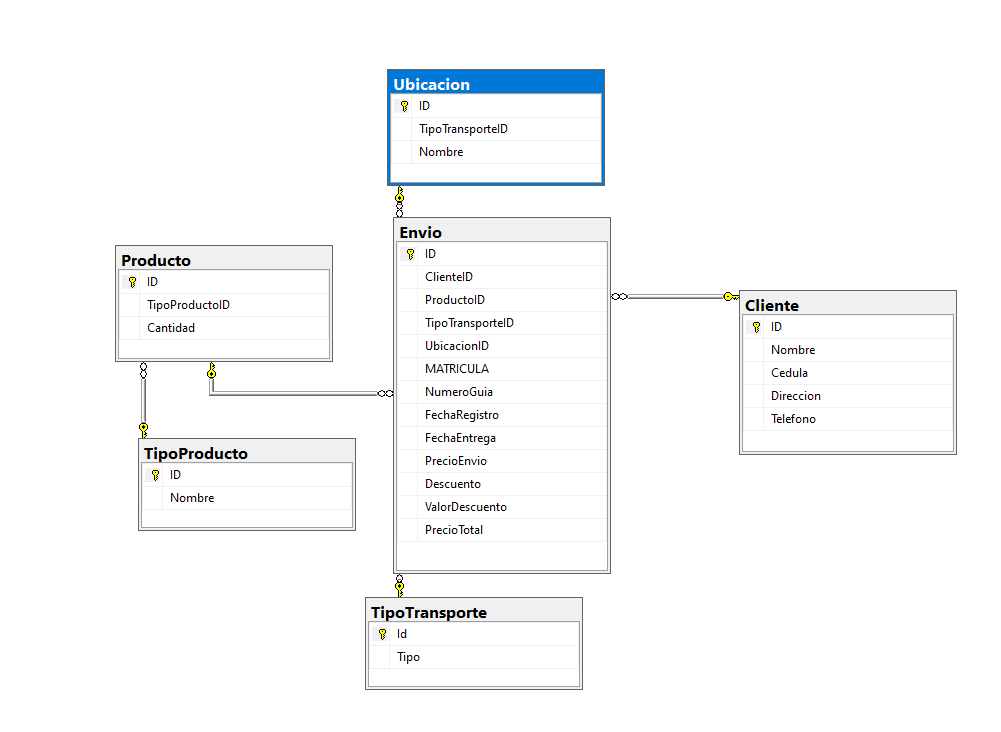 Ubicacion
ID
TipoTransporteID
Nombre
Envio
ID
ClienteID
ProductoID
TipoTransporteID
UbicacionID
MATRICULA
NumeroGuia
FechaRegistro
FechaEntrega
PrecioEnvio
Descuento
ValorDescuento
PrecioTotal
Producto
ID
TipoProductoID
Cantidad
Cliente
ID
Nombre
Cedula
Direccion
Telefono
TipoProducto
ID
Nombre
TipoTransporte
Id
Tipo